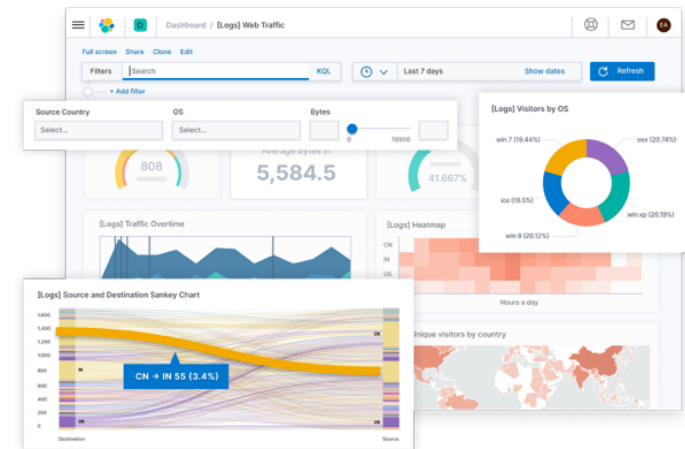 D
Dashboard / [Logs] Web Traffic
EA
Full screen Share Clone Edit
Filters Search KQL
Last 7 days Show dates
Refresh
+ Add filter
Source Country OS Bytes
Select... Select...
0 19956
808
Average Bytes In
5,584.5
41.667%
[Logs] Visitors by OS
win 7 (19.44%)
osx (20.74%)
ios (19.5%)
win xp (20.19%)
win 8 (20.12%)
[Logs] Traffic Overtime
[Logs] Heatmap
CN
IN
US
Hours a day
[Logs] Source and Destination Sankey Chart
1,600
1,400
1,200
1,000
800
600
400
200
0
CN
IN
CN → IN 55 (3.4%)
US
US
Destination Source
nique visitors by country